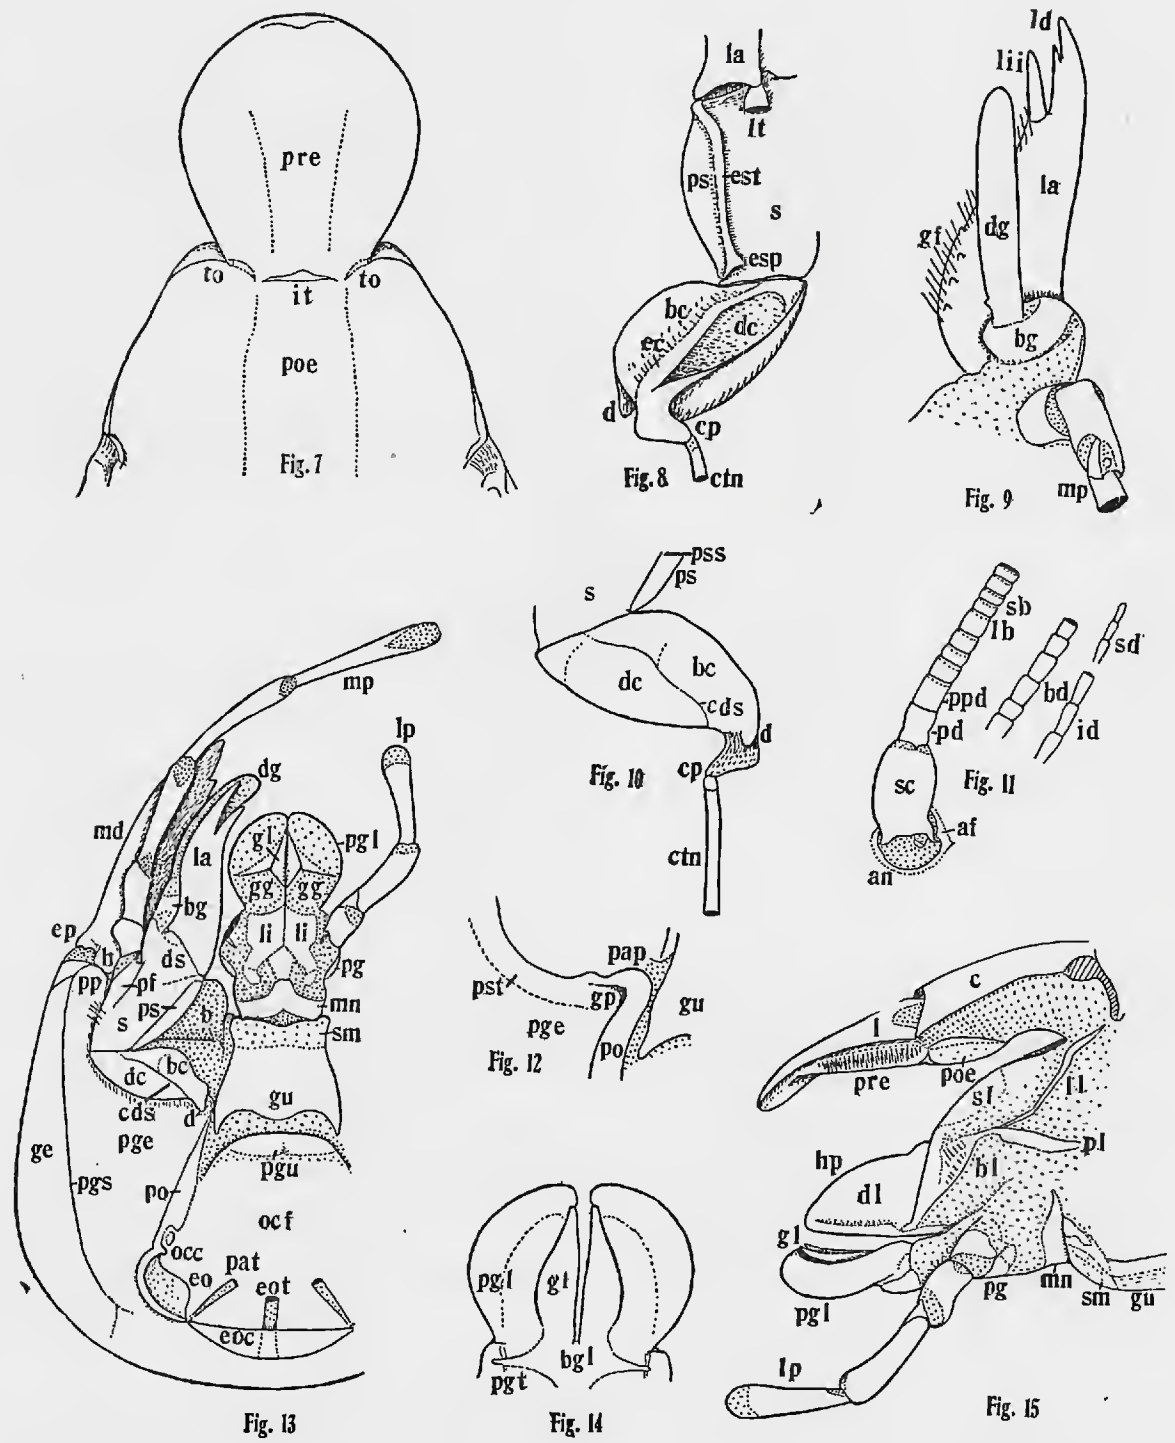 pre
to
it
to
poe
Fig. 7
la
lt
ps
est
s
esp
bc
dc
ec
d
cp
ctn
Fig. 8
ld
lii
la
gf
dg
bg
mp
Fig. 9
pss
ps
s
bc
dc
cds
d
cp
Fig. 10
ctn
sb
lb
sd
bd
ppd
pd
id
sc
Fig. 11
af
an
pap
pst
gp
gu
pge
po
Fig. 12
mp
lp
dg
md
la
gl
pgl
gg
gg
bg
ep
h
li
li
ds
pp
pf
pg
ps
mn
s
b
sm
bc
dc
cds
d
gu
pge
ge
pgu
pgs
po
ocf
occ
eo
pat
eot
eoc
Fig. 13
pgl
gl
bgl
pgt
Fig. 14
c
l
pre
poe
sl
fl
pl
hp
bl
dl
gl
pg
mn
sm
gu
pgl
lp
Fig. 15